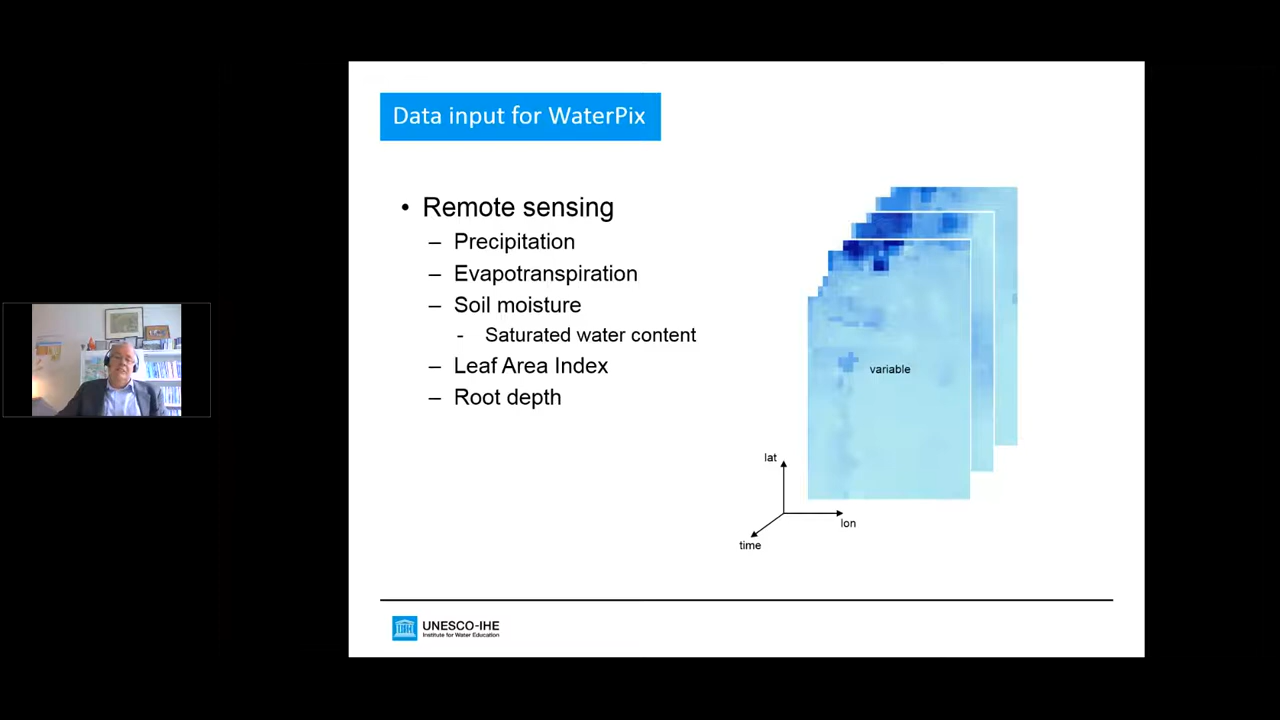 Data input for WaterPix
• Remote sensing
– Precipitation
– Evapotranspiration
– Soil moisture
- Saturated water content
– Leaf Area Index
– Root depth
variable
lat
lon
time
UNESCO-IHE
Institute for Water Education